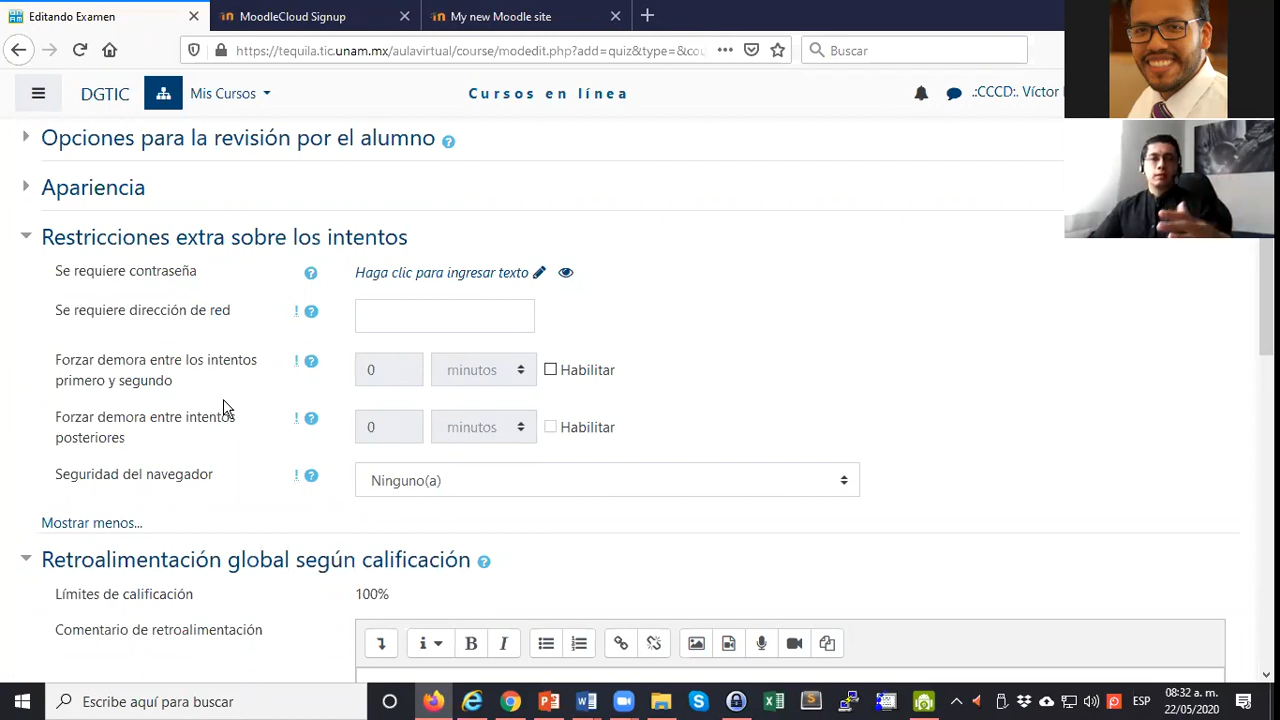 Editando Examen
MoodleCloud Signup
My new Moodle site
https://tequila.tic.unam.mx/aulavirtual/course/modedit.php?add=quiz&type=&cou
Buscar
DGTIC
Mis Cursos
Cursos en línea
.:CCCD:. Víctor
Opciones para la revisión por el alumno
Apariencia
Restricciones extra sobre los intentos
Se requiere contraseña
Haga clic para ingresar texto
Se requiere dirección de red
Forzar demora entre los intentos
primero y segundo
0
minutos
Habilitar
Forzar demora entre intentos
posteriores
0
minutos
Habilitar
Seguridad del navegador
Ninguno(a)
Mostrar menos...
Retroalimentación global según calificación
Límites de calificación
100%
Comentario de retroalimentación
Escribe aquí para buscar
ESP
08:32 a. m.
22/05/2020